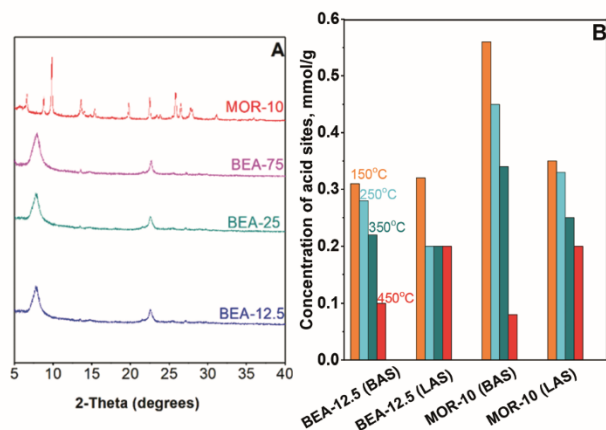 A
MOR-10
BEA-75
BEA-25
BEA-12.5
5 10 15 20 25 30 35 40
2-Theta (degrees)
B
Concentration of acid sites, mmol/g
0.6
0.5
0.4
0.3
0.2
0.1
0.0
150°C
250°C
350°C
450°C
BEA-12.5 (BAS)
BEA-12.5 (LAS)
MOR-10 (BAS)
MOR-10 (LAS)